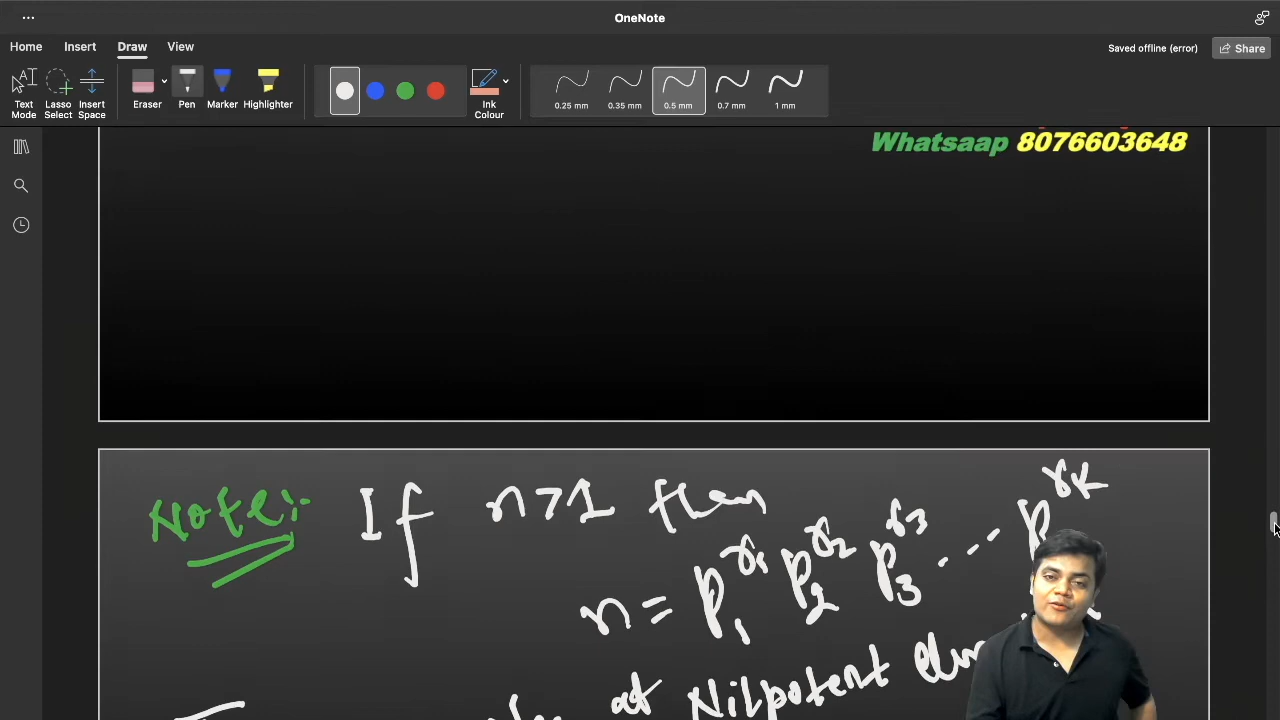 OneNote
Home Insert Draw View
Saved offline (error) Share
Text Mode
Lasso Select
Insert Space
Eraser
Pen
Marker
Highlighter
Ink Colour
0.25 mm 0.35 mm 0.5 mm 0.7 mm 1 mm
Whatsaap 8076603648
Note:- If n>1 then
n = p₁^r₁ p₂^r₂ p₃^r₃ ... p^rk
No of Nilpotent